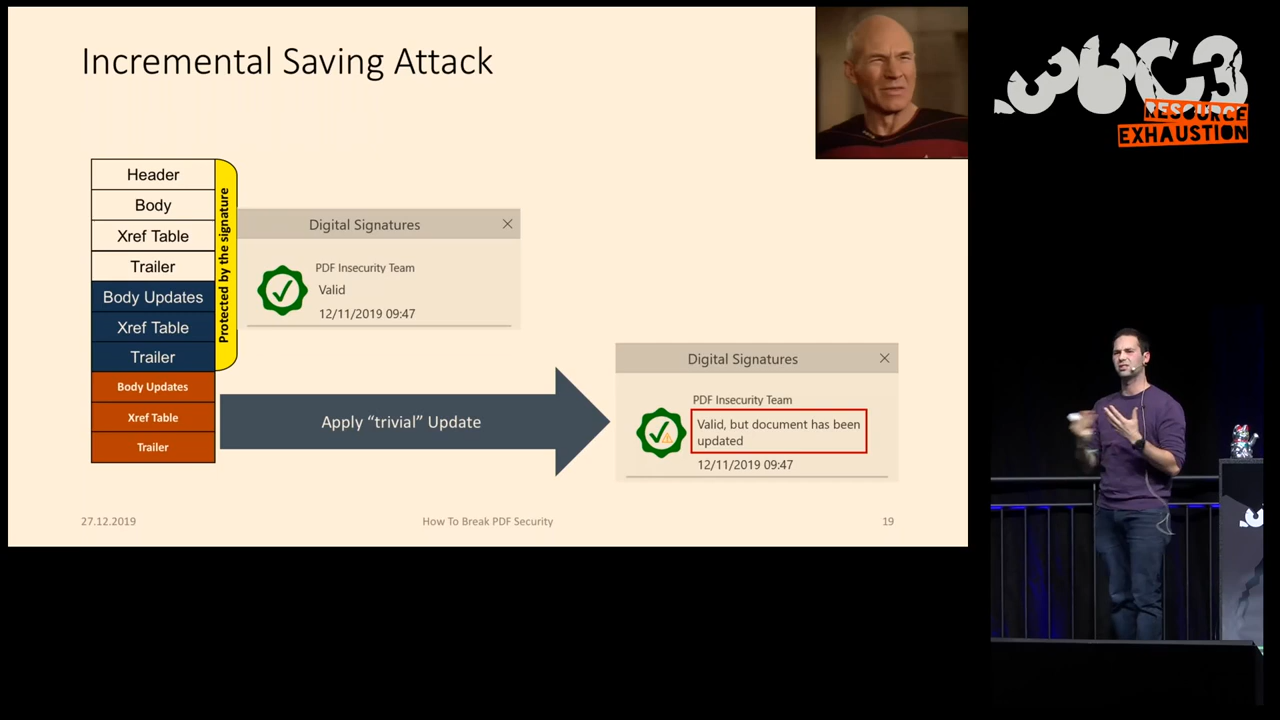 Incremental Saving Attack
Header
Body
Xref Table
Trailer
Body Updates
Xref Table
Trailer
Body Updates
Xref Table
Trailer
Protected by the signature
Digital Signatures
PDF Insecurity Team
Valid
12/11/2019 09:47
Apply “trivial” Update
Digital Signatures
PDF Insecurity Team
Valid, but document has been
updated
12/11/2019 09:47
27.12.2019
How To Break PDF Security
19
36C3
RESOURCE
EXHAUSTION